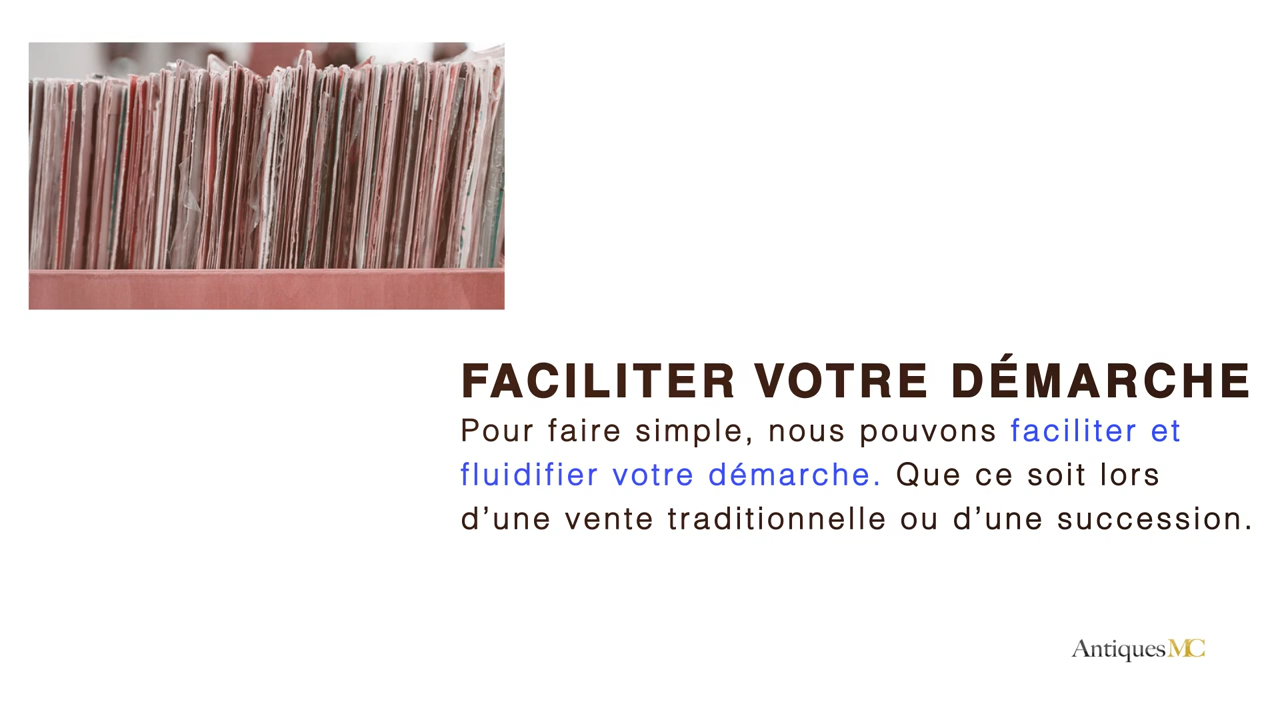 FACILITER VOTRE DÉMARCHE
Pour faire simple, nous pouvons faciliter et
fluidifier votre démarche. Que ce soit lors
d’une vente traditionnelle ou d’une succession.
AntiquesMC